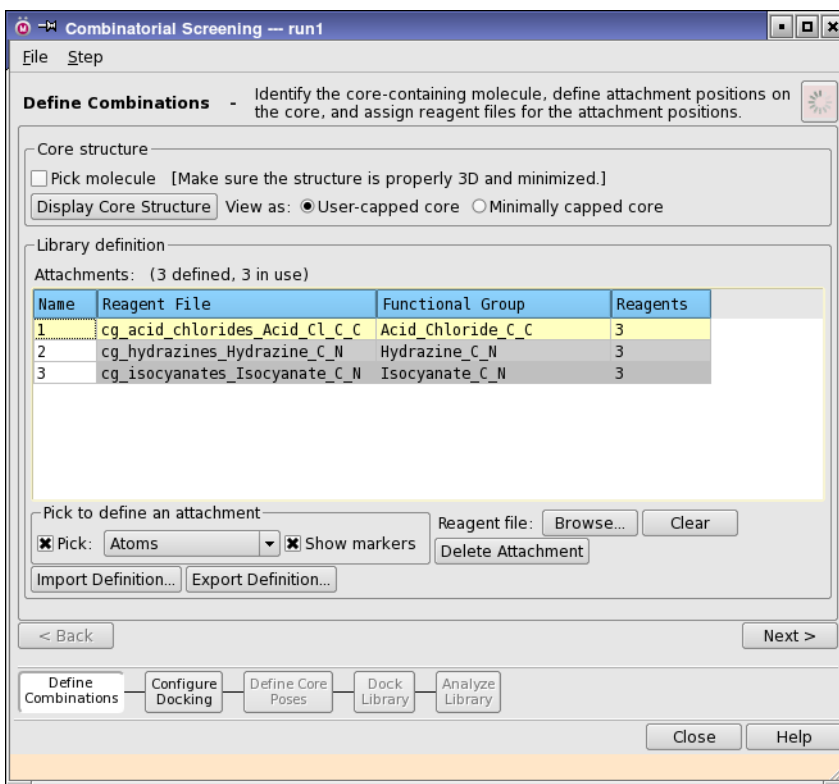 Combinatorial Screening --- run1
File Step
Define Combinations - Identify the core-containing molecule, define attachment positions on
the core, and assign reagent files for the attachment positions.
Core structure
Pick molecule [Make sure the structure is properly 3D and minimized.]
Display Core Structure View as: User-capped core Minimally capped core
Library definition
Attachments: (3 defined, 3 in use)
Name Reagent File Functional Group Reagents
1 cg_acid_chlorides_Acid_Cl_C_C Acid_Chloride_C_C 3
2 cg_hydrazines_Hydrazine_C_N Hydrazine_C_N 3
3 cg_isocyanates_Isocyanate_C_N Isocyanate_C_N 3
Pick to define an attachment
Pick: Atoms Show markers
Reagent file: Browse... Clear
Delete Attachment
Import Definition... Export Definition...
< Back Next >
Define Combinations
Configure Docking
Define Core Poses
Dock Library
Analyze Library
Close Help